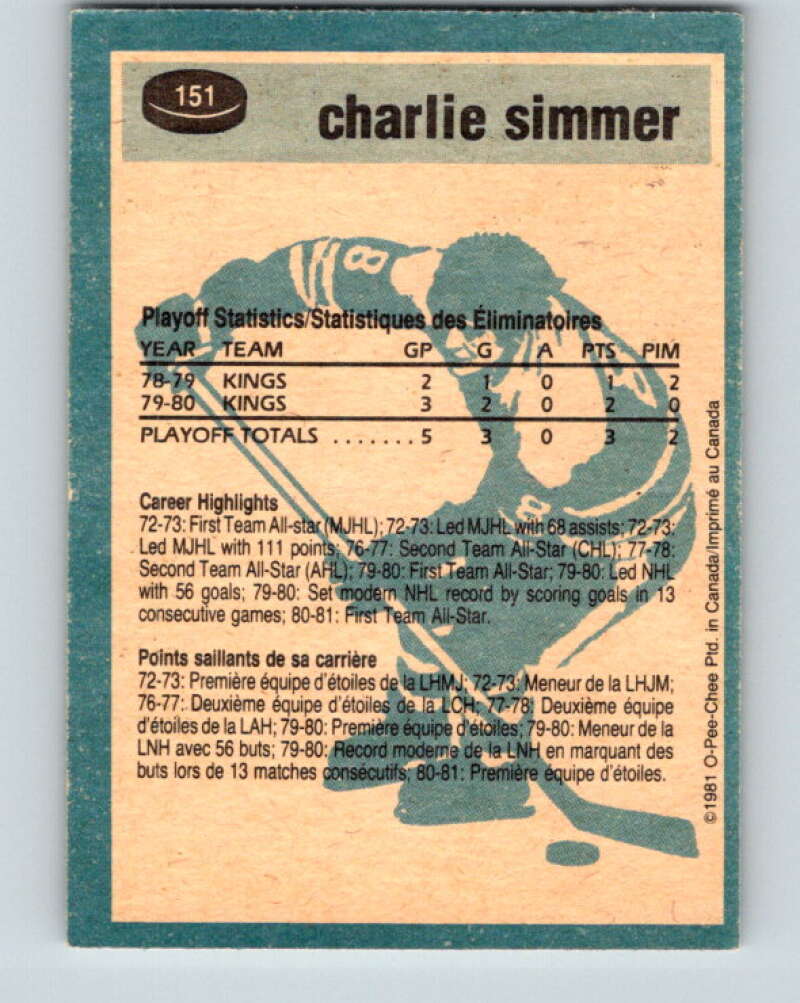 151
charlie simmer
Playoff Statistics/Statistiques des Éliminatoires
YEAR TEAM GP G A PTS PIM
78-79 KINGS 2 1 0 1 2
79-80 KINGS 3 2 0 2 0
PLAYOFF TOTALS ....... 5 3 0 3 2
Career Highlights
72-73: First Team All-star (MJHL); 72-73: Led MJHL with 68 assists; 72-73:
Led MJHL with 111 points; 76-77: Second Team All-Star (CHL); 77-78:
Second Team All-Star (AHL); 79-80: First Team All-Star; 79-80: Led NHL
with 56 goals; 79-80: Set modern NHL record by scoring goals in 13
consecutive games; 80-81: First Team All-Star.
Points saillants de sa carrière
72-73: Première équipe d'étoiles de la LHMJ; 72-73: Meneur de la LHJM;
76-77: Deuxième équipe d'étoiles de la LCH; 77-78: Deuxième équipe
d'étoiles de la LAH; 79-80: Première équipe d'étoiles; 79-80: Meneur de la
LNH avec 56 buts; 79-80: Record moderne de la LNH en marquant des
buts lors de 13 matches consécutifs; 80-81: Première équipe d'étoiles.
©1981 O-Pee-Chee Ptd. in Canada/Imprimé au Canada
8
8
8